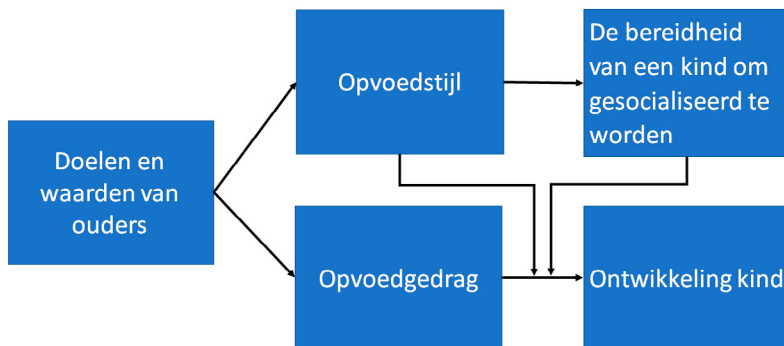 Doelen en
waarden van
ouders
Opvoedstijl
De bereidheid
van een kind om
gesocialiseerd te
worden
Opvoedgedrag
Ontwikkeling kind